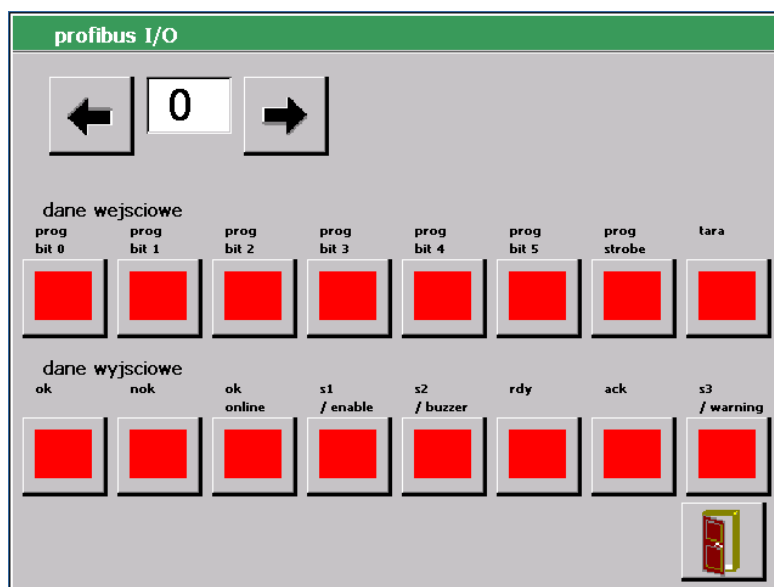 profibus I/O
0
dane wejsciowe
prog prog prog prog prog prog prog tara
bit 0 bit 1 bit 2 bit 3 bit 4 bit 5 strobe
dane wyjsciowe
ok nok ok s1 s2 rdy ack s3
online / enable / buzzer / warning